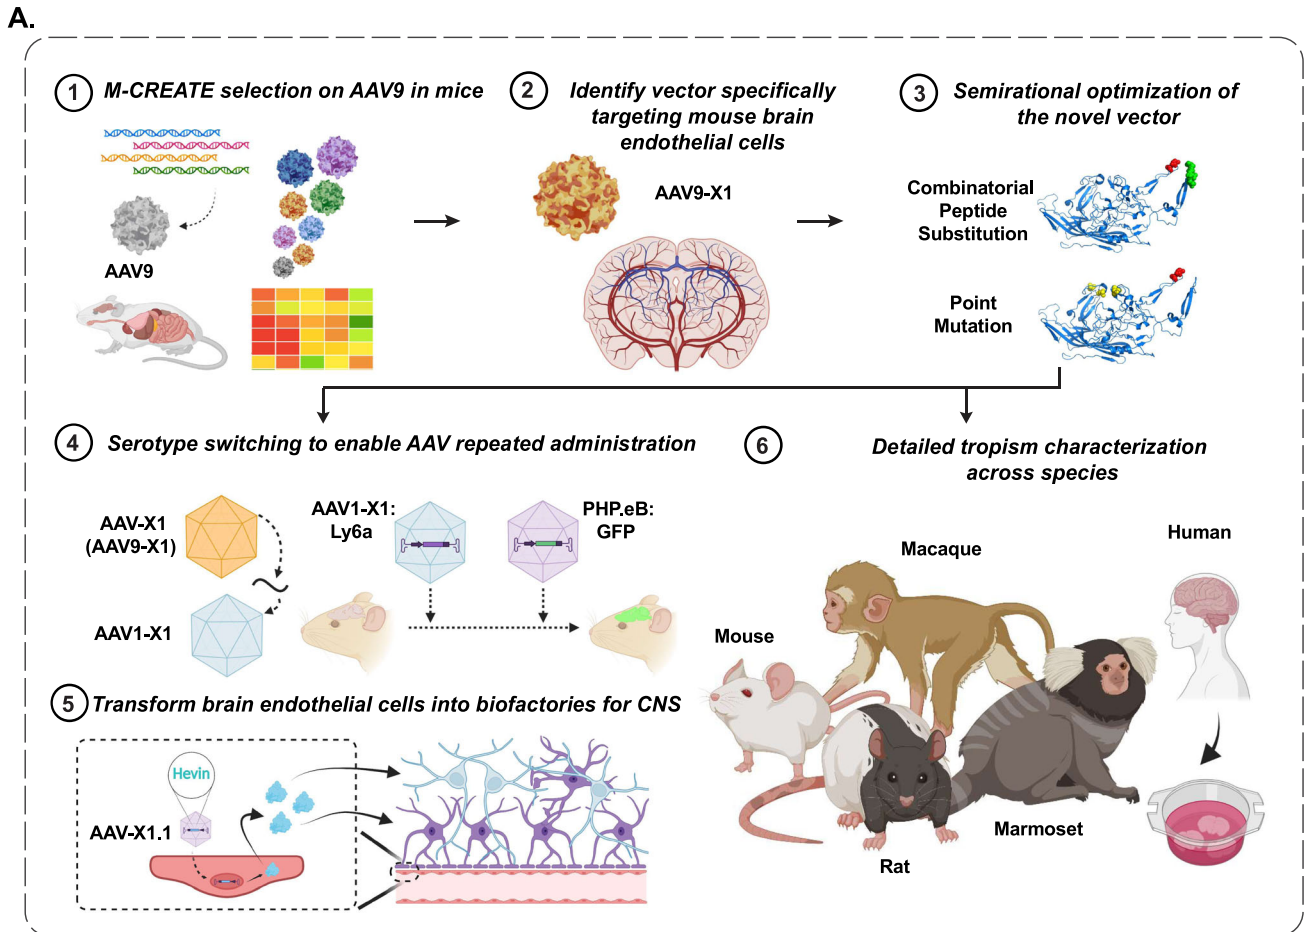 A.
1 M-CREATE selection on AAV9 in mice
AAV9
2 Identify vector specifically
targeting mouse brain
endothelial cells
AAV9-X1
3 Semirational optimization of
the novel vector
Combinatorial
Peptide
Substitution
Point
Mutation
4 Serotype switching to enable AAV repeated administration
AAV-X1
(AAV9-X1)
AAV1-X1
AAV1-X1:
Ly6a
PHP.eB:
GFP
5 Transform brain endothelial cells into biofactories for CNS
Hevin
AAV-X1.1
6 Detailed tropism characterization
across species
Mouse
Macaque
Human
Rat
Marmoset